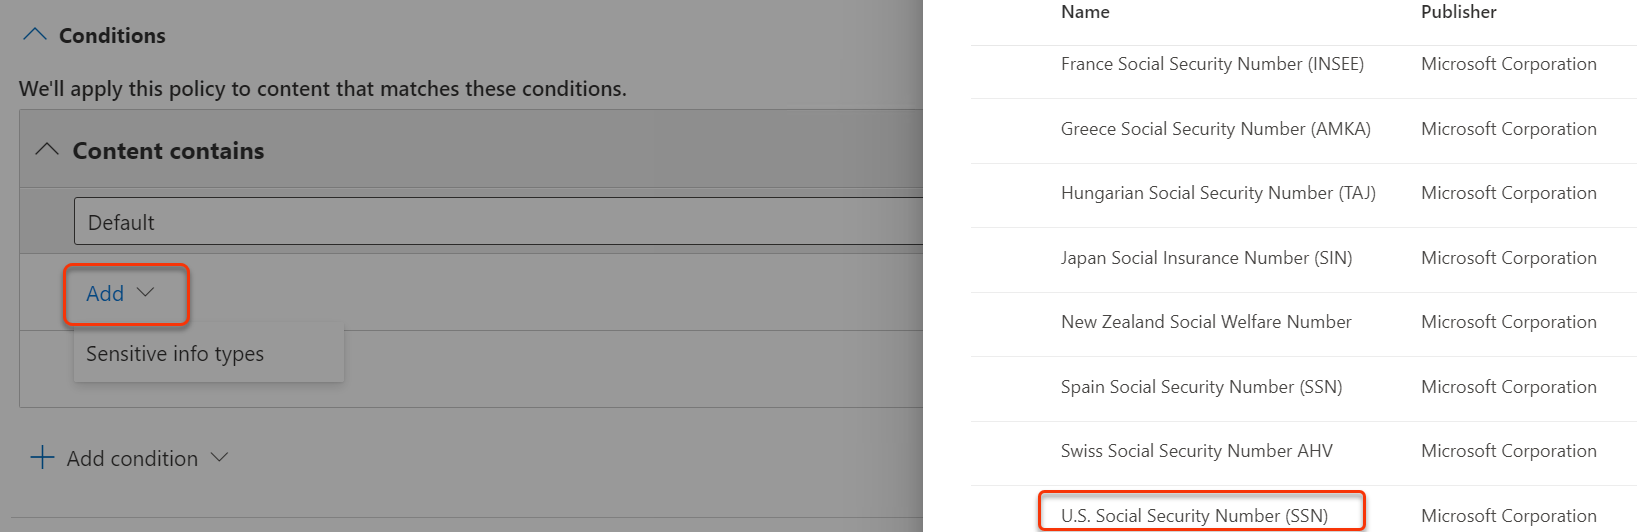 Conditions
We'll apply this policy to content that matches these conditions.
Content contains
Default
Add
Sensitive info types
Add condition
Name Publisher
France Social Security Number (INSEE) Microsoft Corporation
Greece Social Security Number (AMKA) Microsoft Corporation
Hungarian Social Security Number (TAJ) Microsoft Corporation
Japan Social Insurance Number (SIN) Microsoft Corporation
New Zealand Social Welfare Number Microsoft Corporation
Spain Social Security Number (SSN) Microsoft Corporation
Swiss Social Security Number AHV Microsoft Corporation
U.S. Social Security Number (SSN) Microsoft Corporation